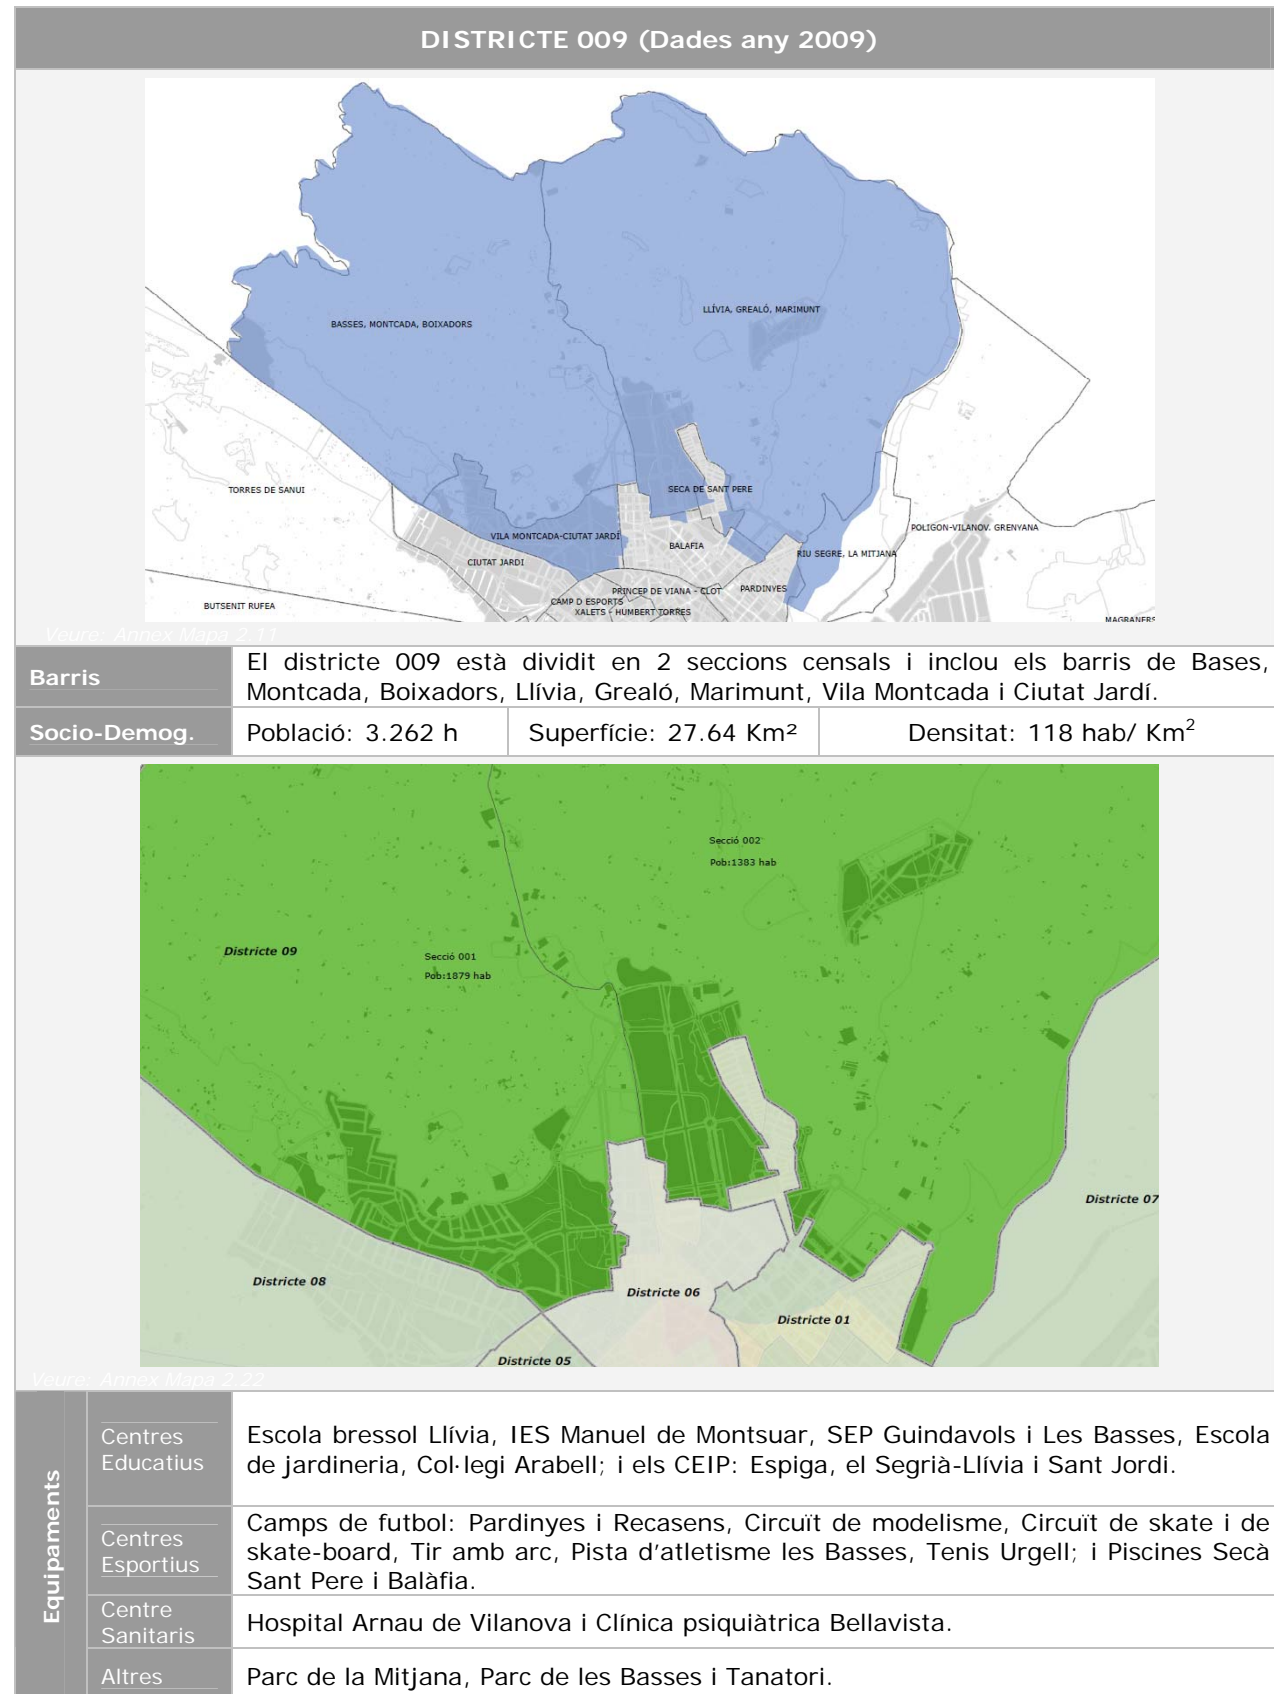 DISTRICTE 009 (Dades any 2009)
BASSES, MONTCADA, BOIXADORS
LLÍVIA, GREALÓ, MARIMUNT
TORRES DE SANUI
SECA DE SANT PERE
VILA MONTCADA-CIUTAT JARDÍ
BALAFIA
POLIGON-VILANOV. GRENYANA
RIU SEGRE, LA MITJANA
CIUTAT JARDI
PRINCEP DE VIANA - CLOT
PARDINYES
CAMP D ESPORTS
BUTSENIT RUFEA
XALETS - HUMBERT TORRES
MAGRANERS
Veure: Annex Mapa 2.11
Barris
El districte 009 està dividit en 2 seccions censals i inclou els barris de Bases,
Montcada, Boixadors, Llívia, Grealó, Marimunt, Vila Montcada i Ciutat Jardí.
Socio-Demog.
Població: 3.262 h
Superfície: 27.64 Km²
Densitat: 118 hab/ Km²
Secció 002
Pob:1383 hab
Districte 09
Secció 001
Pob:1879 hab
Districte 07
Districte 08
Districte 06
Districte 01
Districte 05
Veure: Annex Mapa 2.22
Equipaments
Centres
Educatius
Escola bressol Llívia, IES Manuel de Montsuar, SEP Guindavols i Les Basses, Escola
de jardineria, Col·legi Arabell; i els CEIP: Espiga, el Segrià-Llívia i Sant Jordi.
Centres
Esportius
Camps de futbol: Pardinyes i Recasens, Circuït de modelisme, Circuït de skate i de
skate-board, Tir amb arc, Pista d'atletisme les Basses, Tenis Urgell; i Piscines Secà
Sant Pere i Balàfia.
Centre
Sanitaris
Hospital Arnau de Vilanova i Clínica psiquiàtrica Bellavista.
Altres
Parc de la Mitjana, Parc de les Basses i Tanatori.